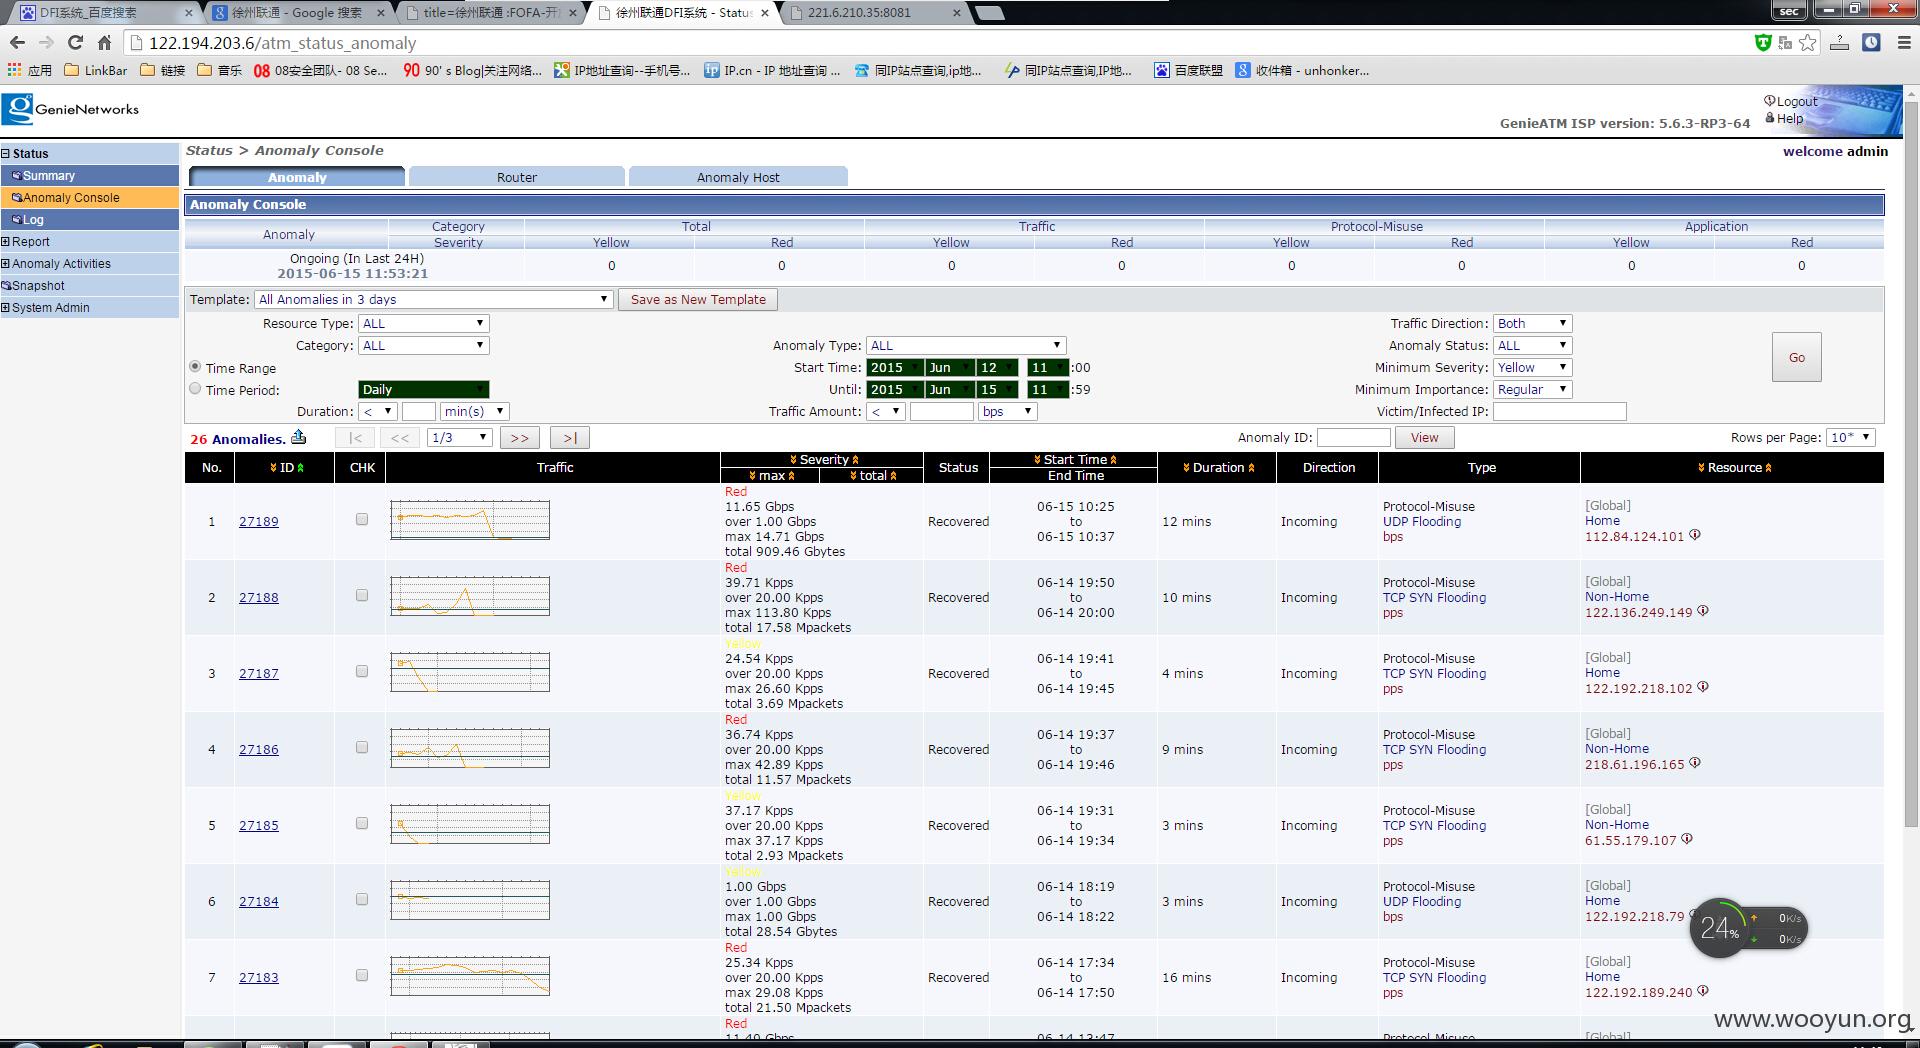 DFI系统_百度搜索
徐州联通 - Google 搜索
title=徐州联通 :FOFA-开
徐州联通DFI系统 - Status
221.6.210.35:8081
sec
122.194.203.6/atm_status_anomaly
应用
LinkBar
链接
音乐
08安全团队- 08 Se...
90' s Blog|关注网络...
IP地址查询--手机号...
IP.cn - IP 地址查询 ...
同IP站点查询,ip地...
同IP站点查询,IP地...
百度联盟
收件箱 - unhonker...
GenieNetworks
Logout
Help
GenieATM ISP version: 5.6.3-RP3-64
Status > Anomaly Console
welcome admin
Status
Summary
Anomaly Console
Log
Report
Anomaly Activities
Snapshot
System Admin
Anomaly
Router
Anomaly Host
Anomaly Console
Anomaly Category Total Traffic Protocol-Misuse Application
Severity Yellow Red Yellow Red Yellow Red Yellow Red
Ongoing (In Last 24H)
2015-06-15 11:53:21
0 0 0 0 0 0 0 0
Template: All Anomalies in 3 days Save as New Template
Resource Type: ALL Traffic Direction: Both
Category: ALL Anomaly Type: ALL Anomaly Status: ALL
Time Range Start Time: 2015 Jun 12 11 :00 Minimum Severity: Yellow
Go
Time Period: Daily Until: 2015 Jun 15 11 :59 Minimum Importance: Regular
Duration: < min(s) Traffic Amount: < bps Victim/Infected IP:
26 Anomalies. |< << 1/3 >> >| Anomaly ID: View Rows per Page: 10*
No. ID CHK Traffic Severity max total Status Start Time End Time Duration Direction Type Resource
1 27189
Red
11.65 Gbps
over 1.00 Gbps
max 14.71 Gbps
total 909.46 Gbytes
Recovered
06-15 10:25
to
06-15 10:37
12 mins
Incoming
Protocol-Misuse
UDP Flooding
bps
[Global]
Home
112.84.124.101
2 27188
Red
39.71 Kpps
over 20.00 Kpps
max 113.80 Kpps
total 17.58 Mpackets
Recovered
06-14 19:50
to
06-14 20:00
10 mins
Incoming
Protocol-Misuse
TCP SYN Flooding
pps
[Global]
Non-Home
122.136.249.149
3 27187
Yellow
24.54 Kpps
over 20.00 Kpps
max 26.60 Kpps
total 3.69 Mpackets
Recovered
06-14 19:41
to
06-14 19:45
4 mins
Incoming
Protocol-Misuse
TCP SYN Flooding
pps
[Global]
Home
122.192.218.102
4 27186
Red
36.74 Kpps
over 20.00 Kpps
max 42.89 Kpps
total 11.57 Mpackets
Recovered
06-14 19:37
to
06-14 19:46
9 mins
Incoming
Protocol-Misuse
TCP SYN Flooding
pps
[Global]
Non-Home
218.61.196.165
5 27185
Yellow
37.17 Kpps
over 20.00 Kpps
max 37.17 Kpps
total 2.93 Mpackets
Recovered
06-14 19:31
to
06-14 19:34
3 mins
Incoming
Protocol-Misuse
TCP SYN Flooding
pps
[Global]
Non-Home
61.55.179.107
6 27184
Yellow
1.00 Gbps
over 1.00 Gbps
max 1.00 Gbps
total 28.54 Gbytes
Recovered
06-14 18:19
to
06-14 18:22
3 mins
Incoming
Protocol-Misuse
UDP Flooding
bps
[Global]
Home
122.192.218.79
7 27183
Red
25.34 Kpps
over 20.00 Kpps
max 29.08 Kpps
total 21.50 Mpackets
Recovered
06-14 17:34
to
06-14 17:50
16 mins
Incoming
Protocol-Misuse
TCP SYN Flooding
pps
[Global]
Home
122.192.189.240
Red
[Global]
24%
0K/s
0K/s
www.wooyun.org